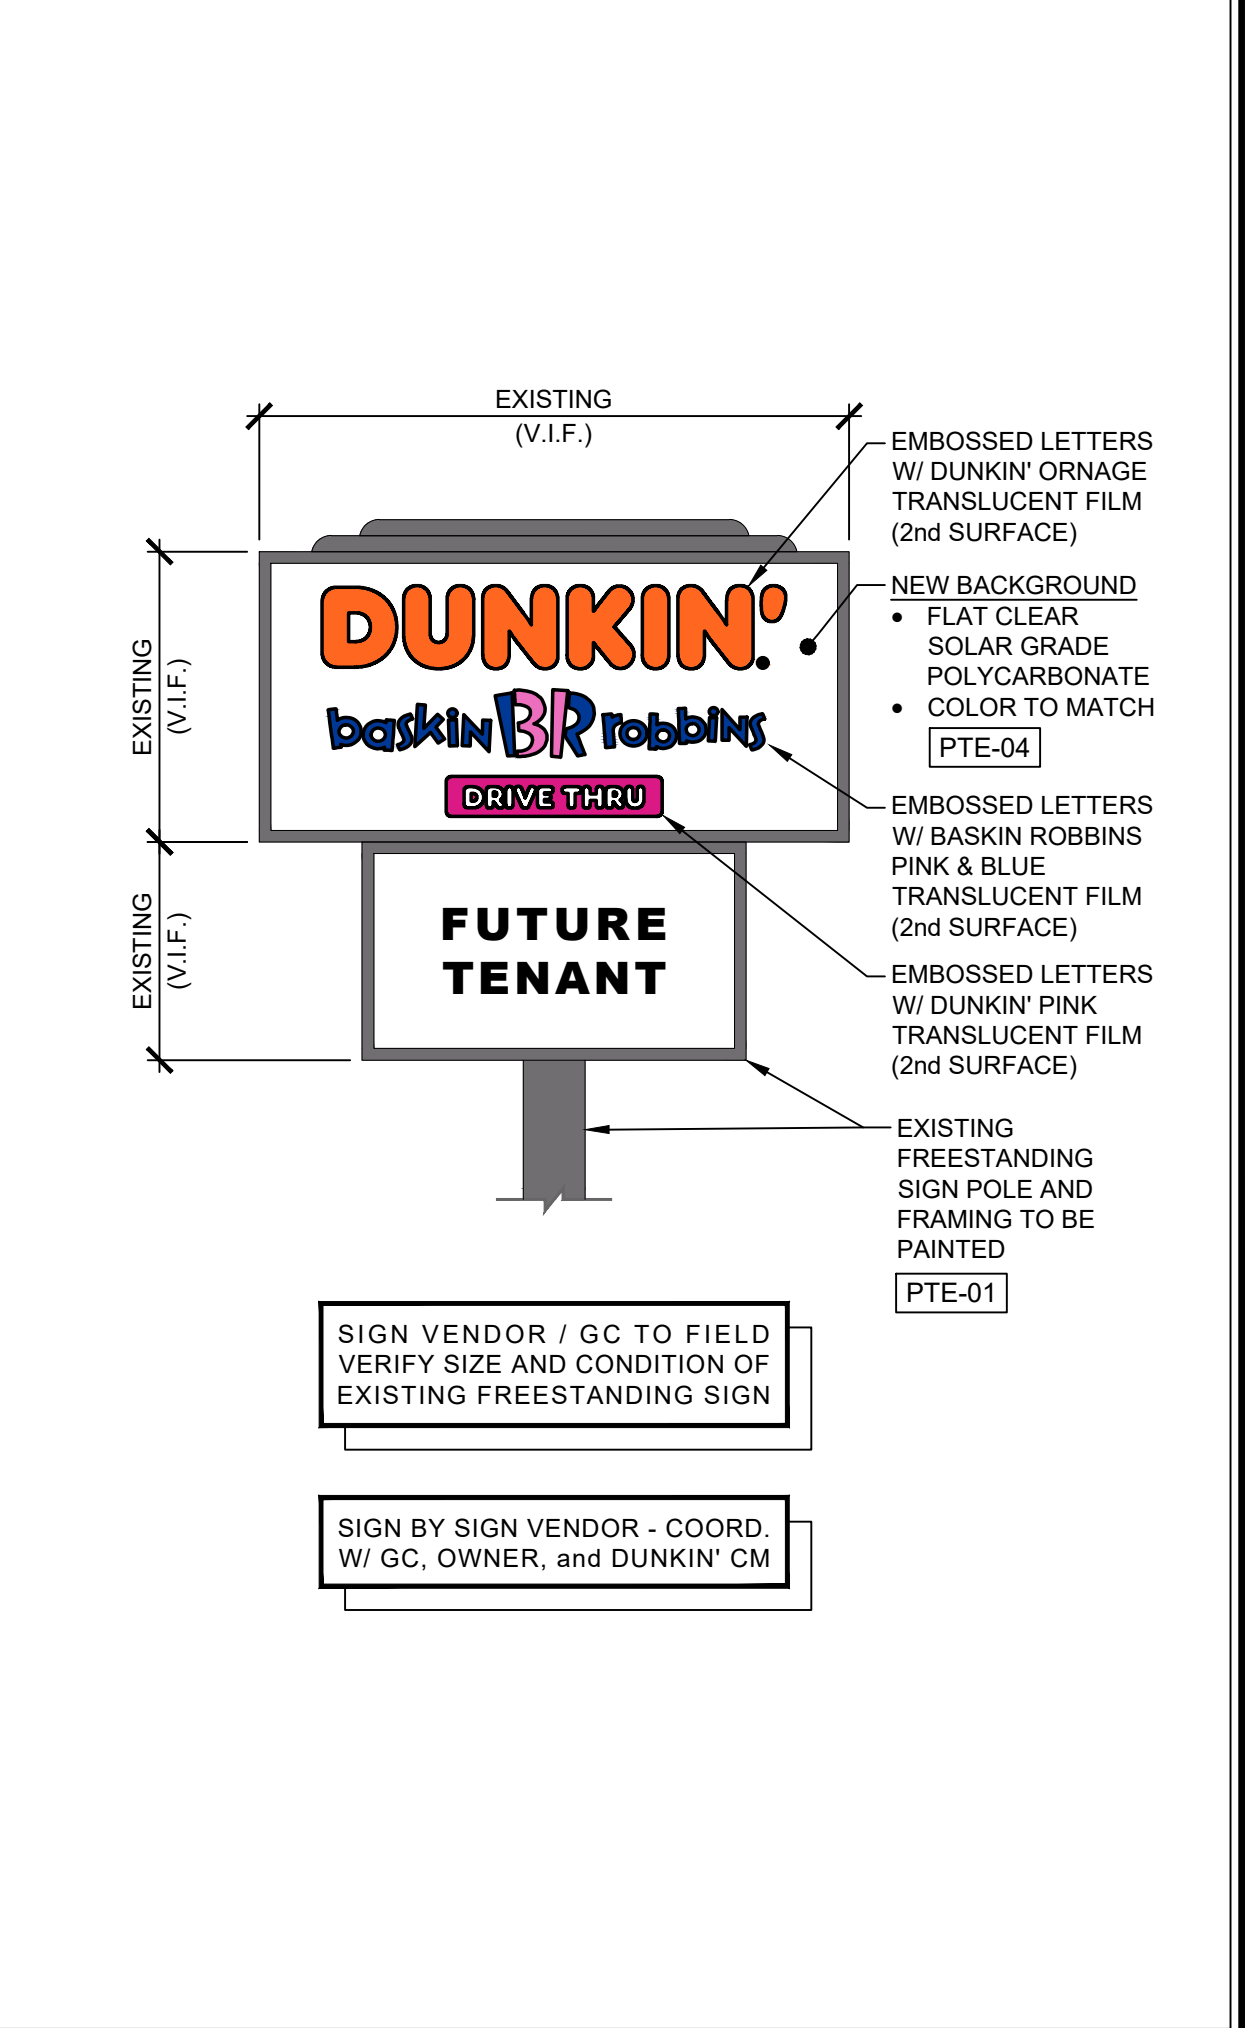 EXISTING
(V.I.F.)
EMBOSSED LETTERS
W/ DUNKIN' ORNAGE
TRANSLUCENT FILM
(2nd SURFACE)
NEW BACKGROUND
• FLAT CLEAR
SOLAR GRADE
POLYCARBONATE
• COLOR TO MATCH
PTE-04
EXISTING
(V.I.F.)
DUNKIN'
baskin BR robbins
DRIVE THRU
EMBOSSED LETTERS
W/ BASKIN ROBBINS
PINK & BLUE
TRANSLUCENT FILM
(2nd SURFACE)
EXISTING
(V.I.F.)
FUTURE
TENANT
EMBOSSED LETTERS
W/ DUNKIN' PINK
TRANSLUCENT FILM
(2nd SURFACE)
EXISTING
FREESTANDING
SIGN POLE AND
FRAMING TO BE
PAINTED
PTE-01
SIGN VENDOR / GC TO FIELD
VERIFY SIZE AND CONDITION OF
EXISTING FREESTANDING SIGN
SIGN BY SIGN VENDOR - COORD.
W/ GC, OWNER, and DUNKIN' CM